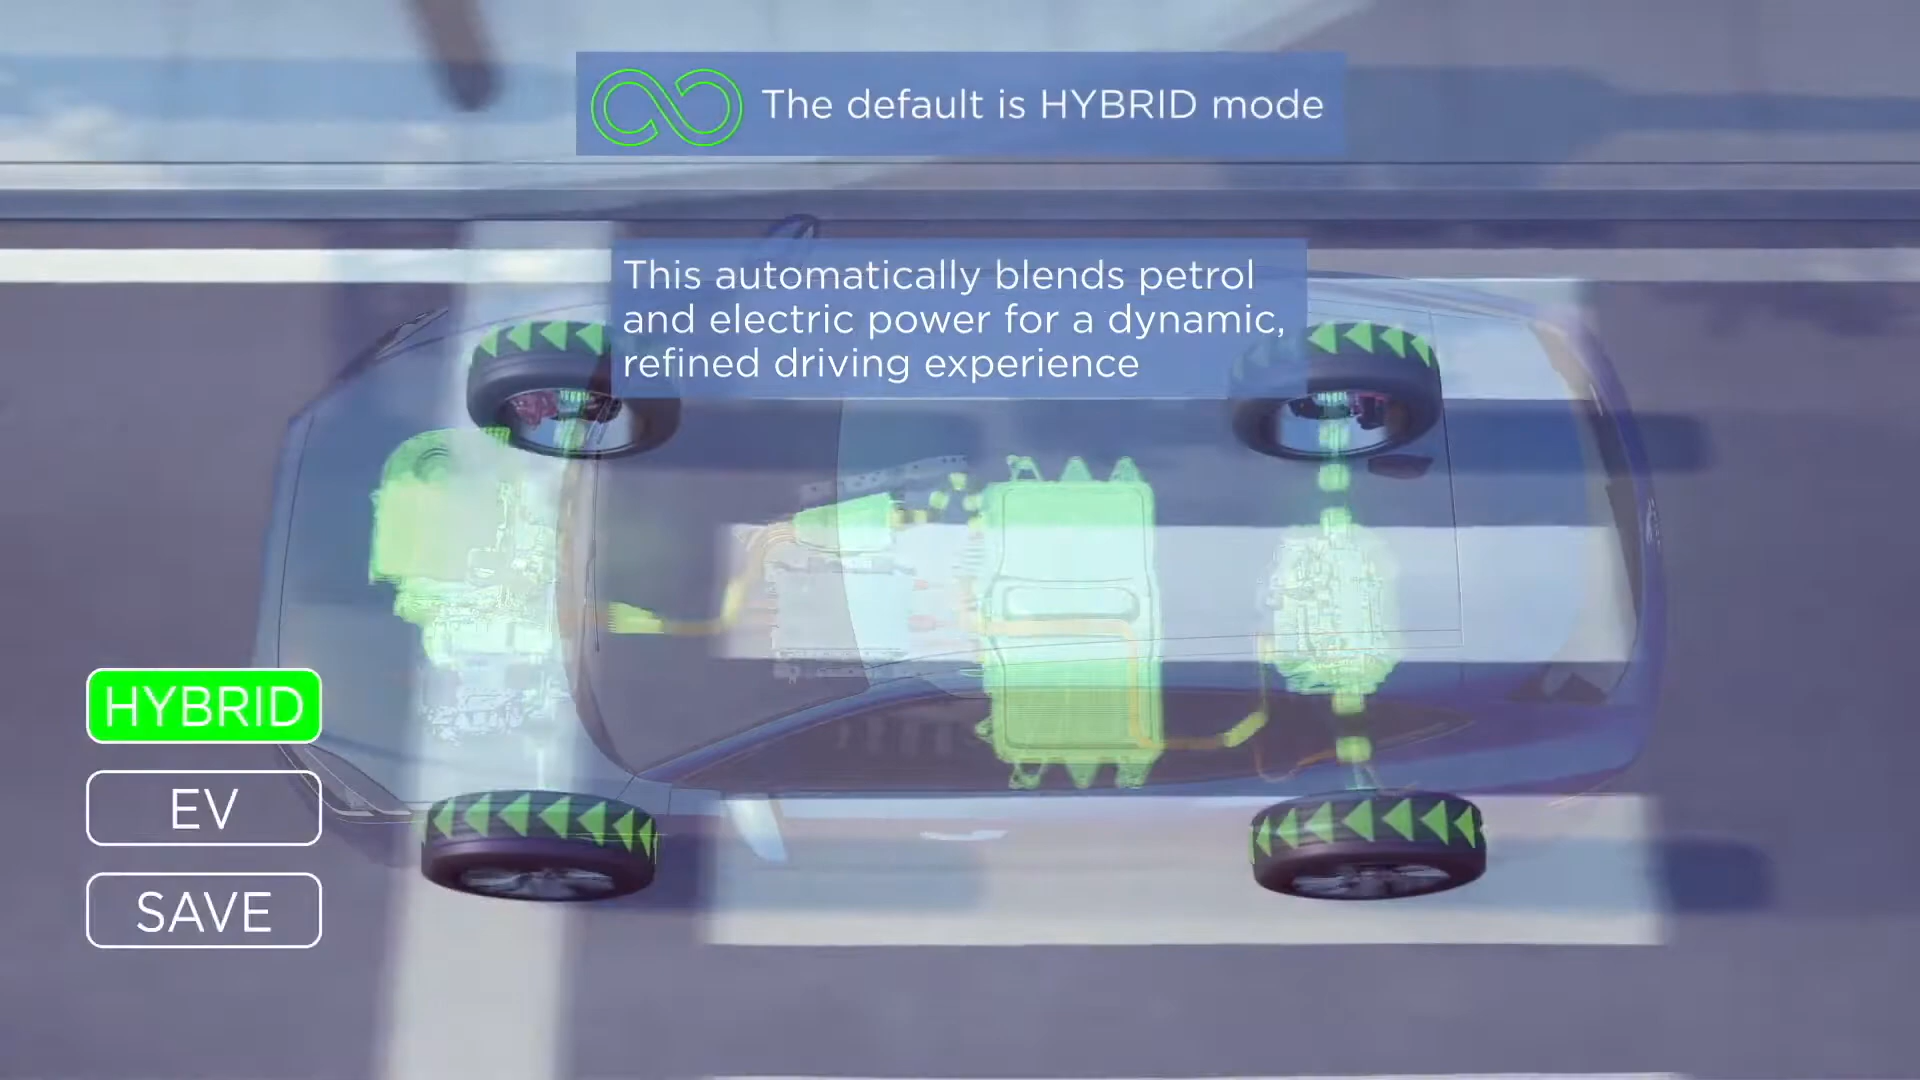 The default is HYBRID mode
This automatically blends petrol
and electric power for a dynamic,
refined driving experience
HYBRID
EV
SAVE